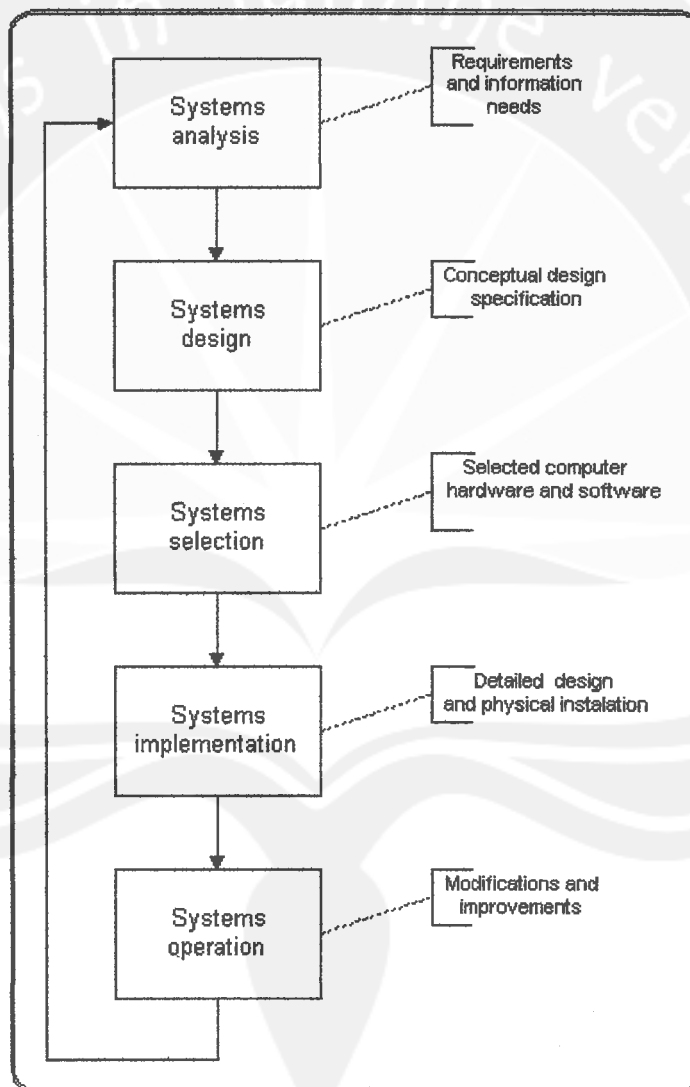 Systems
analysis
Requirements
and information
needs
Systems
design
Conceptual design
specification
Systems
selection
Selected computer
hardware and software
Systems
implementation
Detailed design
and physical instalation
Systems
operation
Modifications and
improvements